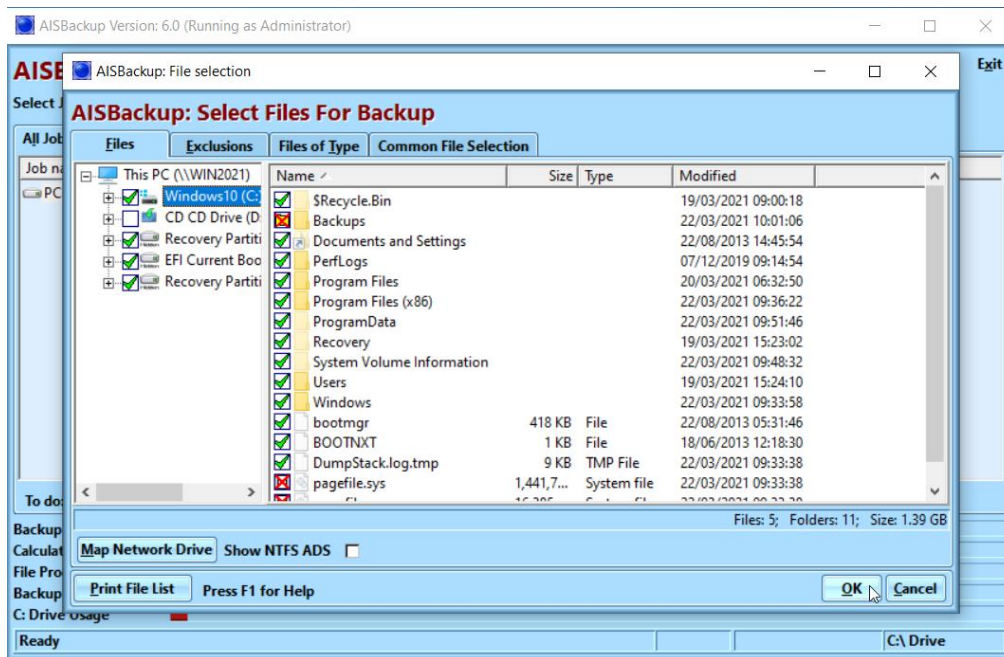 AISBackup Version: 6.0 (Running as Administrator)
Exit
AISBackup: File selection
AISBackup: Select Files For Backup
Select
All Job
Files Exclusions Files of Type Common File Selection
Job na
PC
This PC (\\WIN2021)
Windows10 (C:)
CD CD Drive (D
Recovery Partiti
EFI Current Boo
Recovery Partiti
Name Size Type Modified
$Recycle.Bin 19/03/2021 09:00:18
Backups 22/03/2021 10:01:06
Documents and Settings 22/08/2013 14:45:54
PerfLogs 07/12/2019 09:14:54
Program Files 20/03/2021 06:32:50
Program Files (x86) 22/03/2021 09:36:22
ProgramData 22/03/2021 09:51:46
Recovery 19/03/2021 15:23:02
System Volume Information 22/03/2021 09:48:32
Users 19/03/2021 15:24:10
Windows 22/03/2021 09:33:58
bootmgr 418 KB File 22/08/2013 05:31:46
BOOTNXT 1 KB File 18/06/2013 12:18:30
DumpStack.log.tmp 9 KB TMP File 22/03/2021 09:33:38
pagefile.sys 1,441,7... System file 22/03/2021 09:33:38
To do:
Files: 5; Folders: 11; Size: 1.39 GB
Backup
Calculat
File Pro
Backup
Map Network Drive Show NTFS ADS
Print File List Press F1 for Help OK Cancel
C: Drive Usage
Ready C:\ Drive